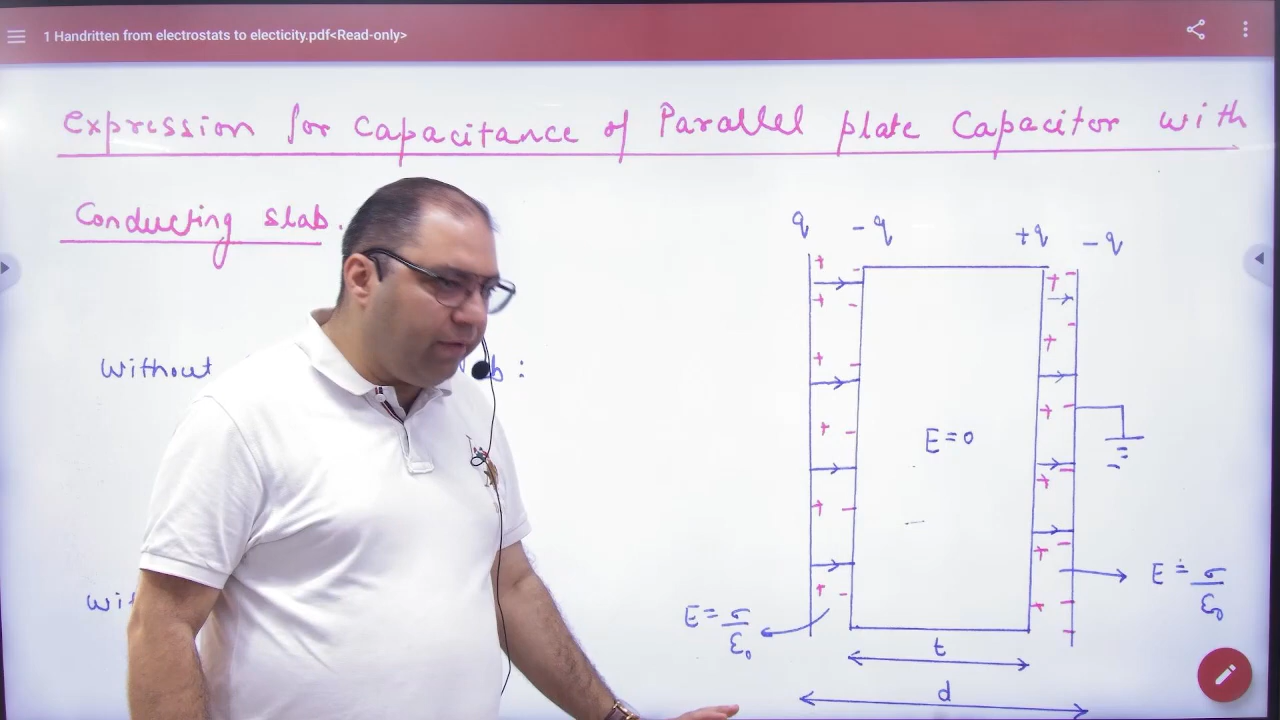 1 Handritten from electrostats to electicity.pdf<Read-only>
Expression for Capacitance of Parallel plate Capacitor with
Conducting slab.
q -q +q -q
Without :
E=0
E = σ/ε₀
E = σ/ε₀
t
d